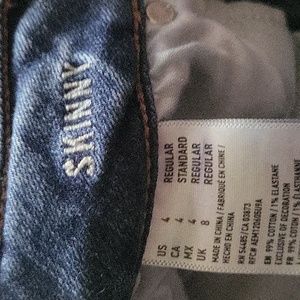 SKINNY
US 4 REGULAR
CA 4 STANDARD
MX 4 REGULAR
UK 8 REGULAR
MADE IN CHINA / FABRIQUÉ EN CHINE /
HECHO EN CHINA
RN 54485 / CA 03873
EN 99% COTTON / 1% ELASTANE
EXCLUSIVE OF DECORATION